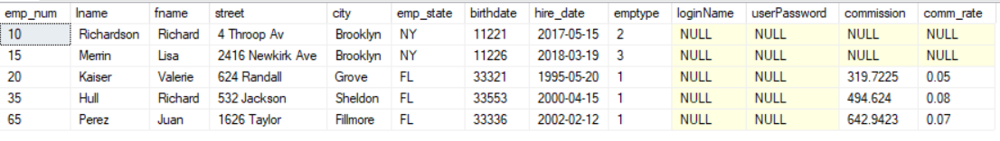 emp_num lname fname street city emp_state birthdate hire_date emptype loginName userPassword commission comm_rate
10 Richardson Richard 4 Throop Av Brooklyn NY 11221 2017-05-15 2 NULL NULL NULL NULL
15 Merrin Lisa 2416 Newkirk Ave Brooklyn NY 11226 2018-03-19 3 NULL NULL NULL NULL
20 Kaiser Valerie 624 Randall Grove FL 33321 1995-05-20 1 NULL NULL 319.7225 0.05
35 Hull Richard 532 Jackson Sheldon FL 33553 2000-04-15 1 NULL NULL 494.624 0.08
65 Perez Juan 1626 Taylor Fillmore FL 33336 2002-02-12 1 NULL NULL 642.9423 0.07